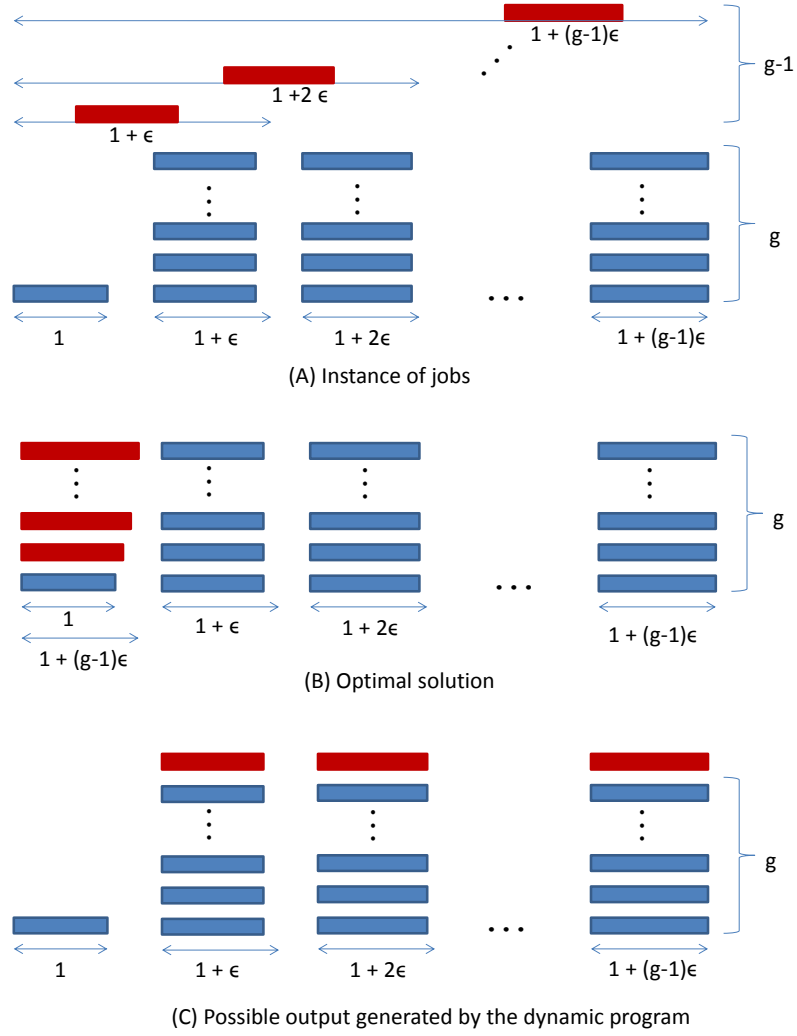 1 + (g-1)ϵ
g-1
1 +2 ϵ
1 + ϵ
g
1
1 + ϵ
1 + 2ϵ
1 + (g-1)ϵ
(A) Instance of jobs
g
1
1 + ϵ
1 + 2ϵ
1 + (g-1)ϵ
1 + (g-1)ϵ
(B) Optimal solution
g
1
1 + ϵ
1 + 2ϵ
1 + (g-1)ϵ
(C) Possible output generated by the dynamic program